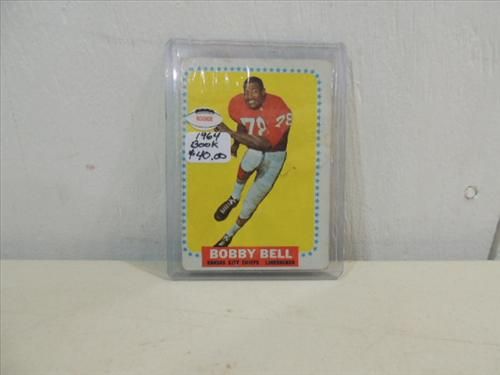 ROOKIE
1964
Book
$40.00
78
78
BOBBY BELL
KANSAS CITY CHIEFS LINEBACKER